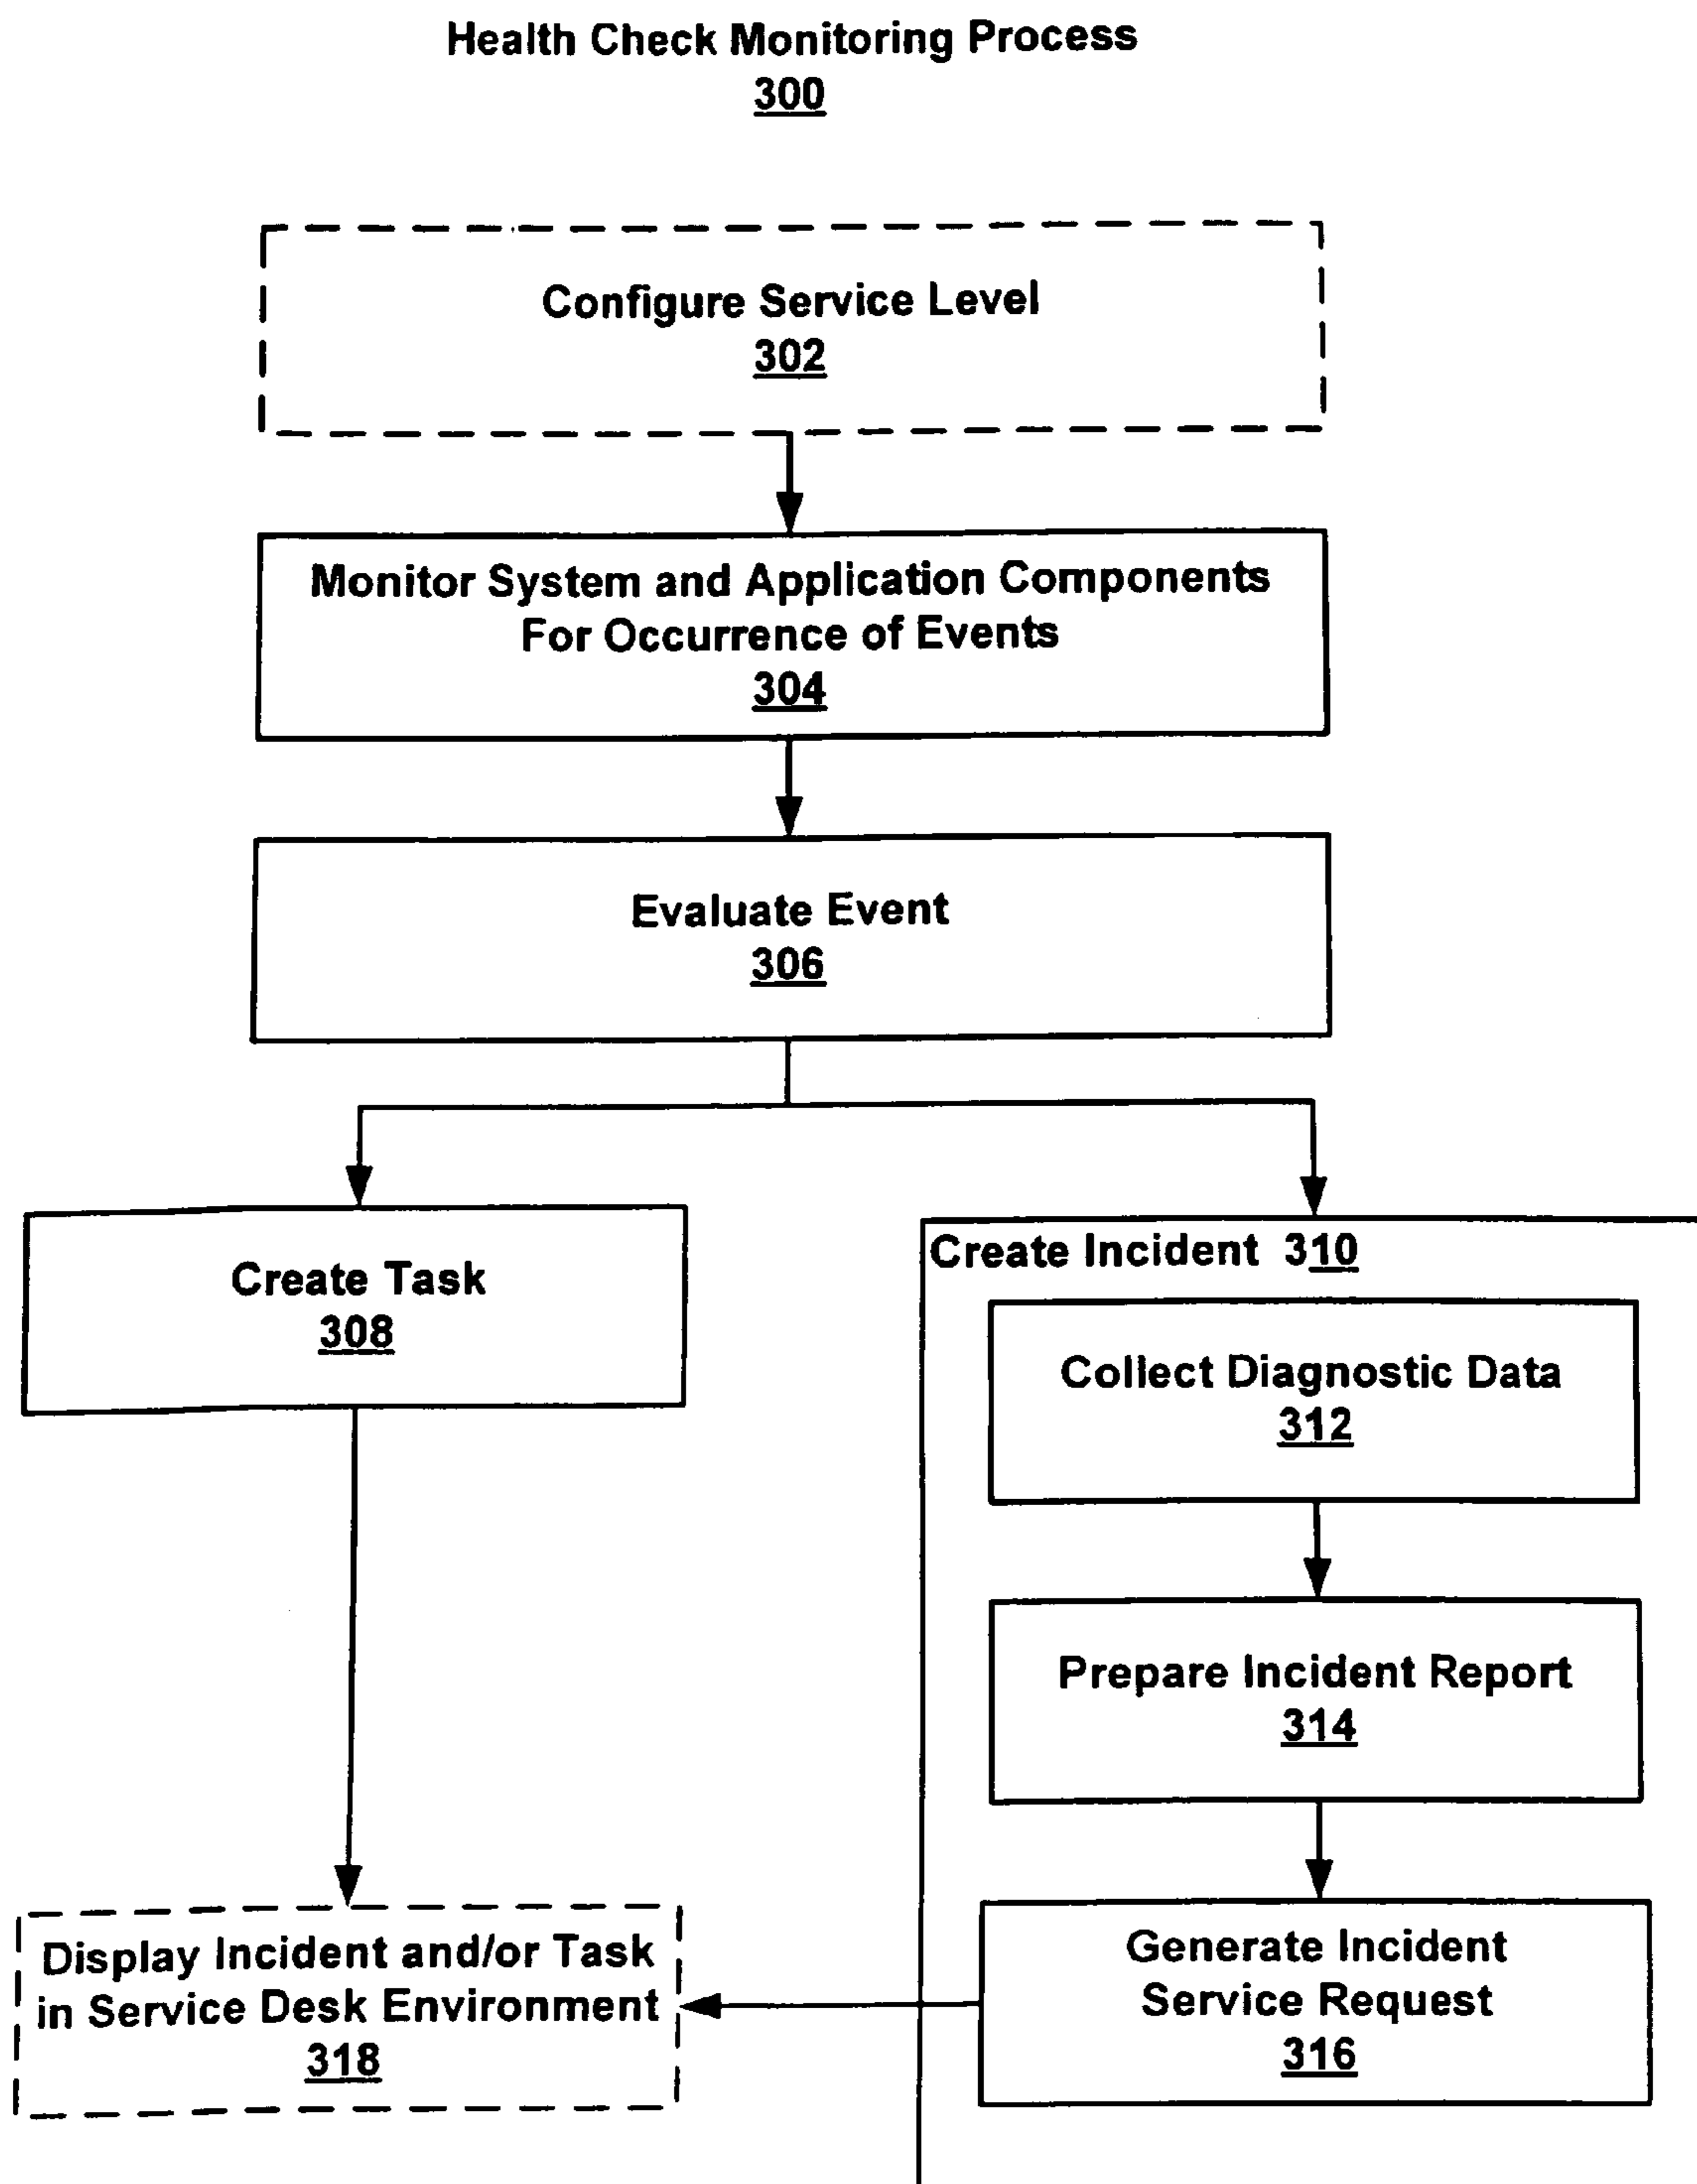 Health Check Monitoring Process
300
Configure Service Level
302
Monitor System and Application Components
For Occurrence of Events
304
Evaluate Event
306
Create Task
308
Create Incident 310
Collect Diagnostic Data
312
Prepare Incident Report
314
Generate Incident
Service Request
316
Display Incident and/or Task
in Service Desk Environment
318